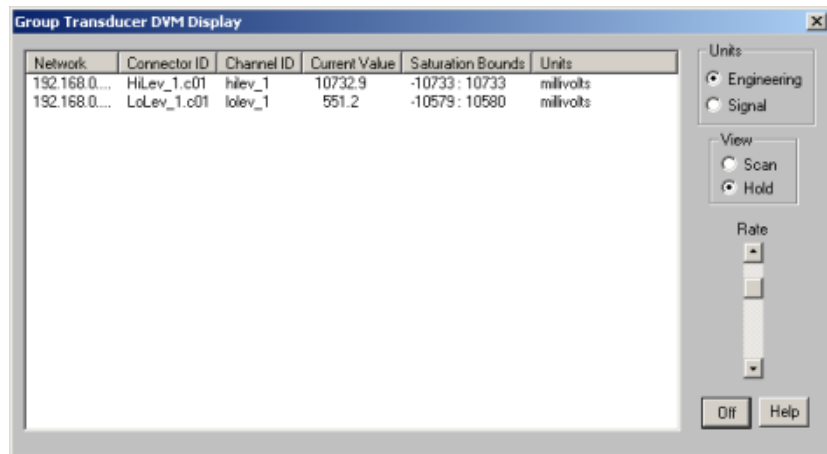 Group Transducer DVM Display
Network Connector ID Channel ID Current Value Saturation Bounds Units
192.168.0.... HiLev_1.c01 hilev_1 10732.9 -10733 : 10733 millivolts
192.168.0.... LoLev_1.c01 lolev_1 551.2 -10579 : 10580 millivolts
Units
Engineering
Signal
View
Scan
Hold
Rate
Off Help